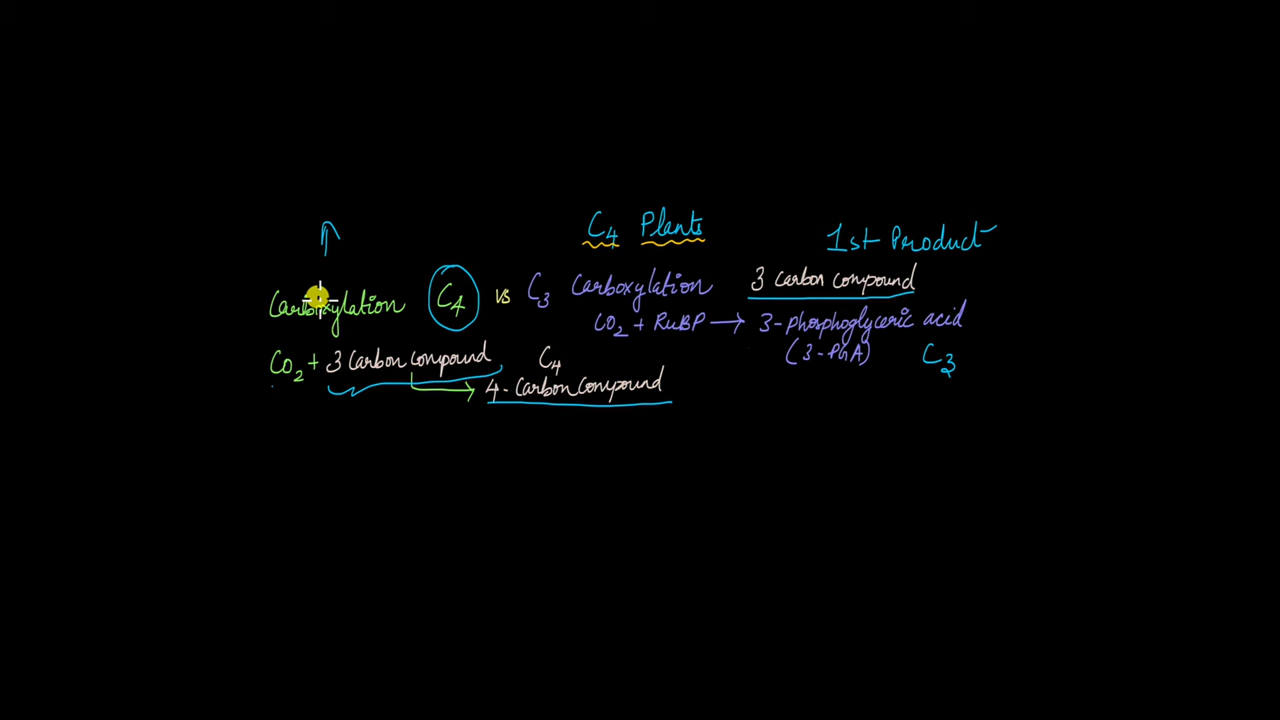 C4 Plants
1st Product
Carboxylation C4 vs C3 Carboxylation 3 Carbon compound
CO2 + RuBP → 3-phosphoglyceric acid
(3-PGA) C3
CO2 + 3 Carbon compound C4
4-Carbon Compound